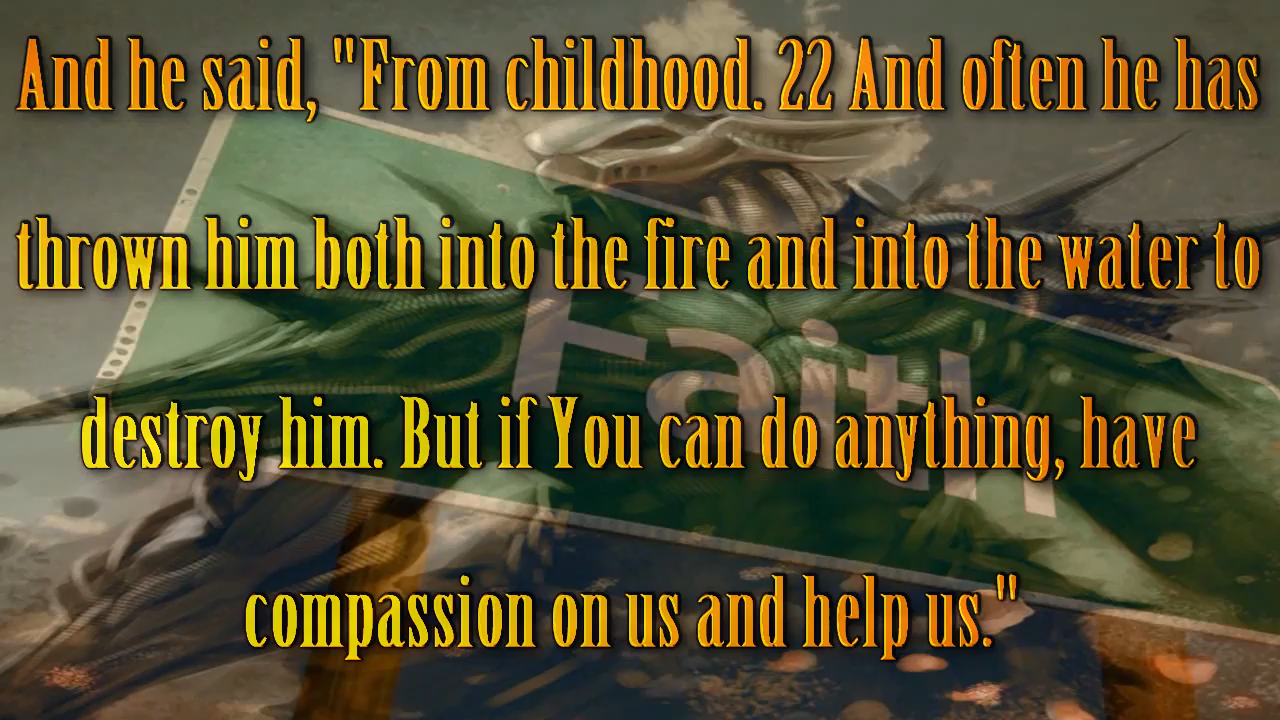 And he said, "From childhood. 22 And often he has
thrown him both into the fire and into the water to
Faith
destroy him. But if You can do anything, have
compassion on us and help us."